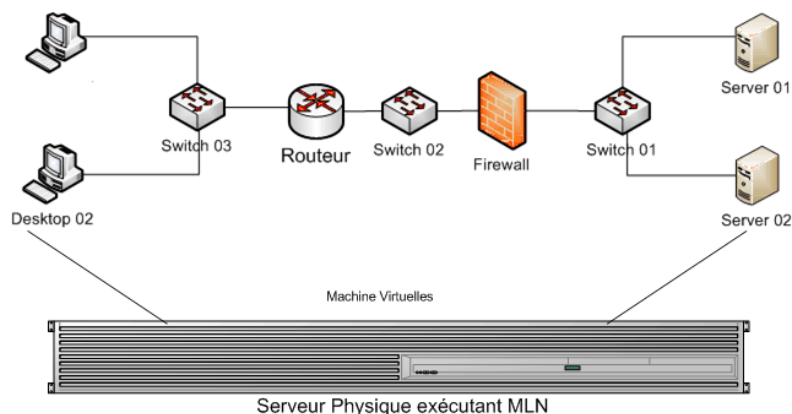 Server 01
Switch 03
Routeur
Switch 02
Firewall
Switch 01
Desktop 02
Server 02
Machine Virtuelles
Serveur Physique exécutant MLN